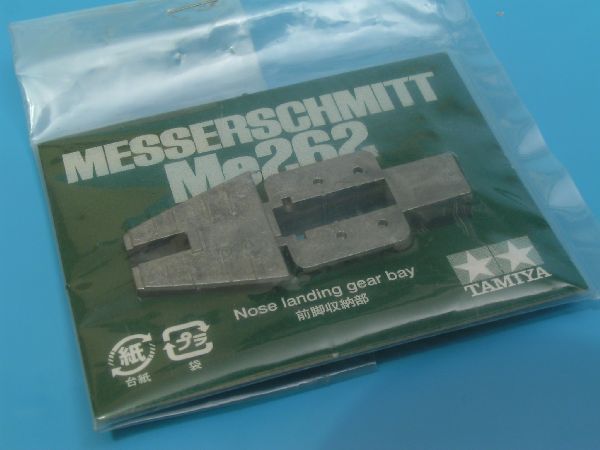 MESSERSCHMITT
Me262
Nose landing gear bay
前脚収納部
TAMIYA
紙
台紙
プラ
袋